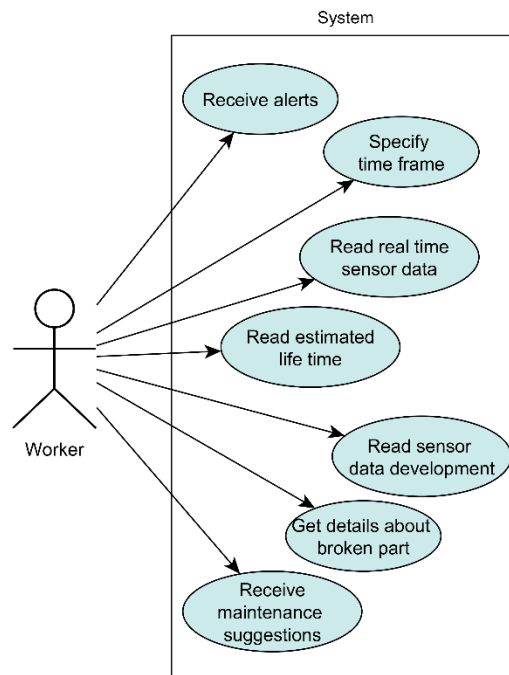 System
Receive alerts
Specify
time frame
Read real time
sensor data
Read estimated
life time
Worker
Read sensor
data development
Get details about
broken part
Receive
maintenance
suggestions